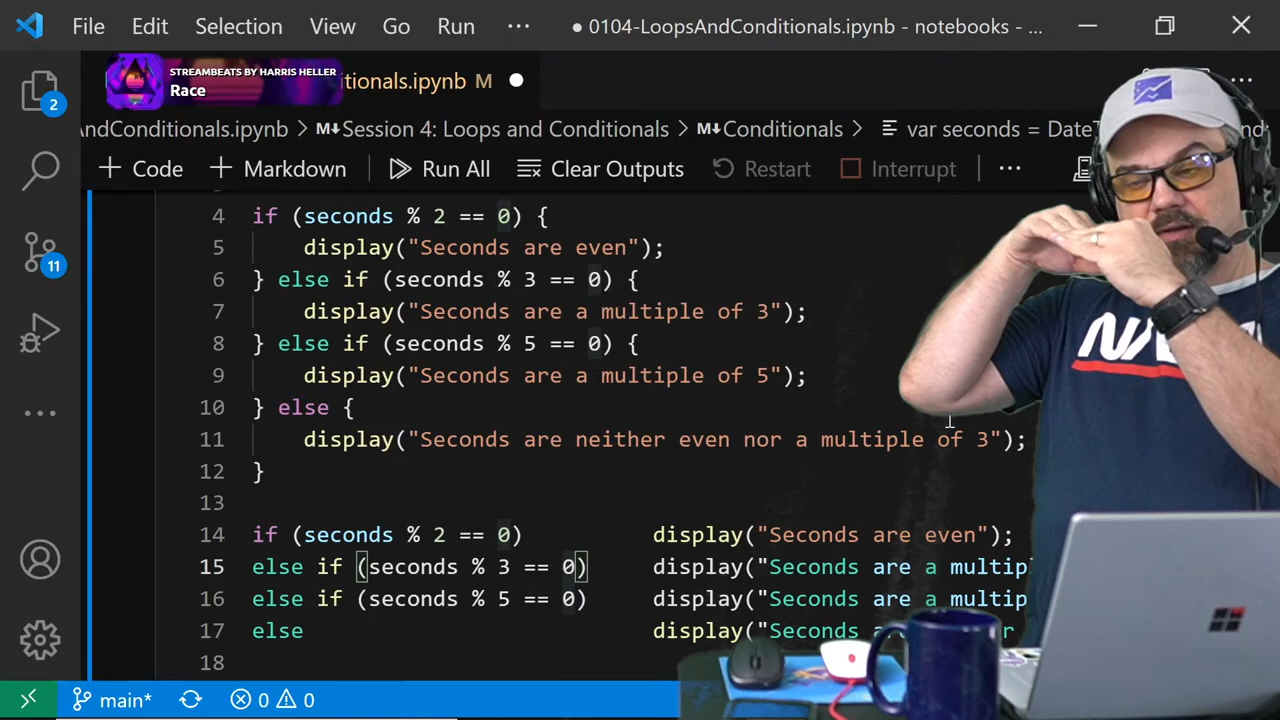 File Edit Selection View Go Run ··· ● 0104-LoopsAndConditionals.ipynb - notebooks - ...
STREAMBEATS BY HARRIS HELLER
Race
itionals.ipynb M
AndConditionals.ipynb > M↓Session 4: Loops and Conditionals > M↓Conditionals > var seconds = DateT
+ Code + Markdown Run All Clear Outputs Restart Interrupt ···
2
11
4 if (seconds % 2 == 0) {
5 display("Seconds are even");
6 } else if (seconds % 3 == 0) {
7 display("Seconds are a multiple of 3");
8 } else if (seconds % 5 == 0) {
9 display("Seconds are a multiple of 5");
10 } else {
11 display("Seconds are neither even nor a multiple of 3");
12 }
13
14 if (seconds % 2 == 0) display("Seconds are even");
15 else if (seconds % 3 == 0) display("Seconds are a multipl
16 else if (seconds % 5 == 0) display("Seconds are a multip
17 else display("Seconds
18
main* 0 0